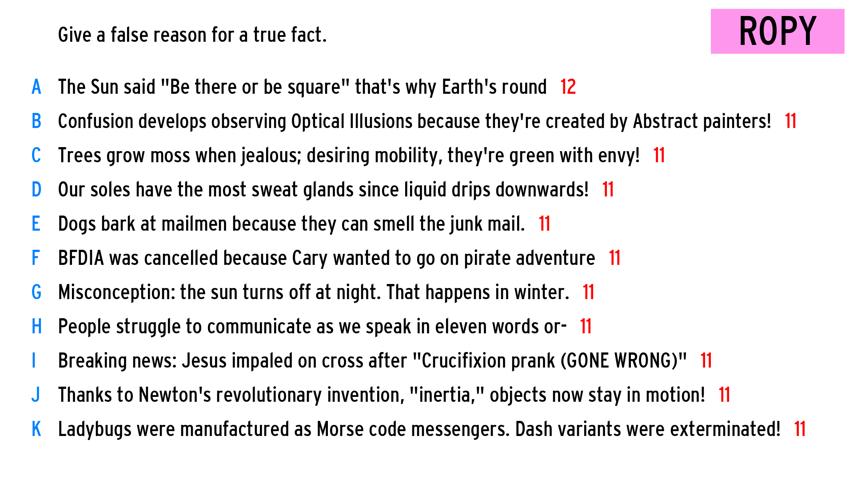 Give a false reason for a true fact.
ROPY
A The Sun said "Be there or be square" that's why Earth's round 12
B Confusion develops observing Optical Illusions because they're created by Abstract painters! 11
C Trees grow moss when jealous; desiring mobility, they're green with envy! 11
D Our soles have the most sweat glands since liquid drips downwards! 11
E Dogs bark at mailmen because they can smell the junk mail. 11
F BFDIA was cancelled because Cary wanted to go on pirate adventure 11
G Misconception: the sun turns off at night. That happens in winter. 11
H People struggle to communicate as we speak in eleven words or- 11
I Breaking news: Jesus impaled on cross after "Crucifixion prank (GONE WRONG)" 11
J Thanks to Newton's revolutionary invention, "inertia," objects now stay in motion! 11
K Ladybugs were manufactured as Morse code messengers. Dash variants were exterminated! 11